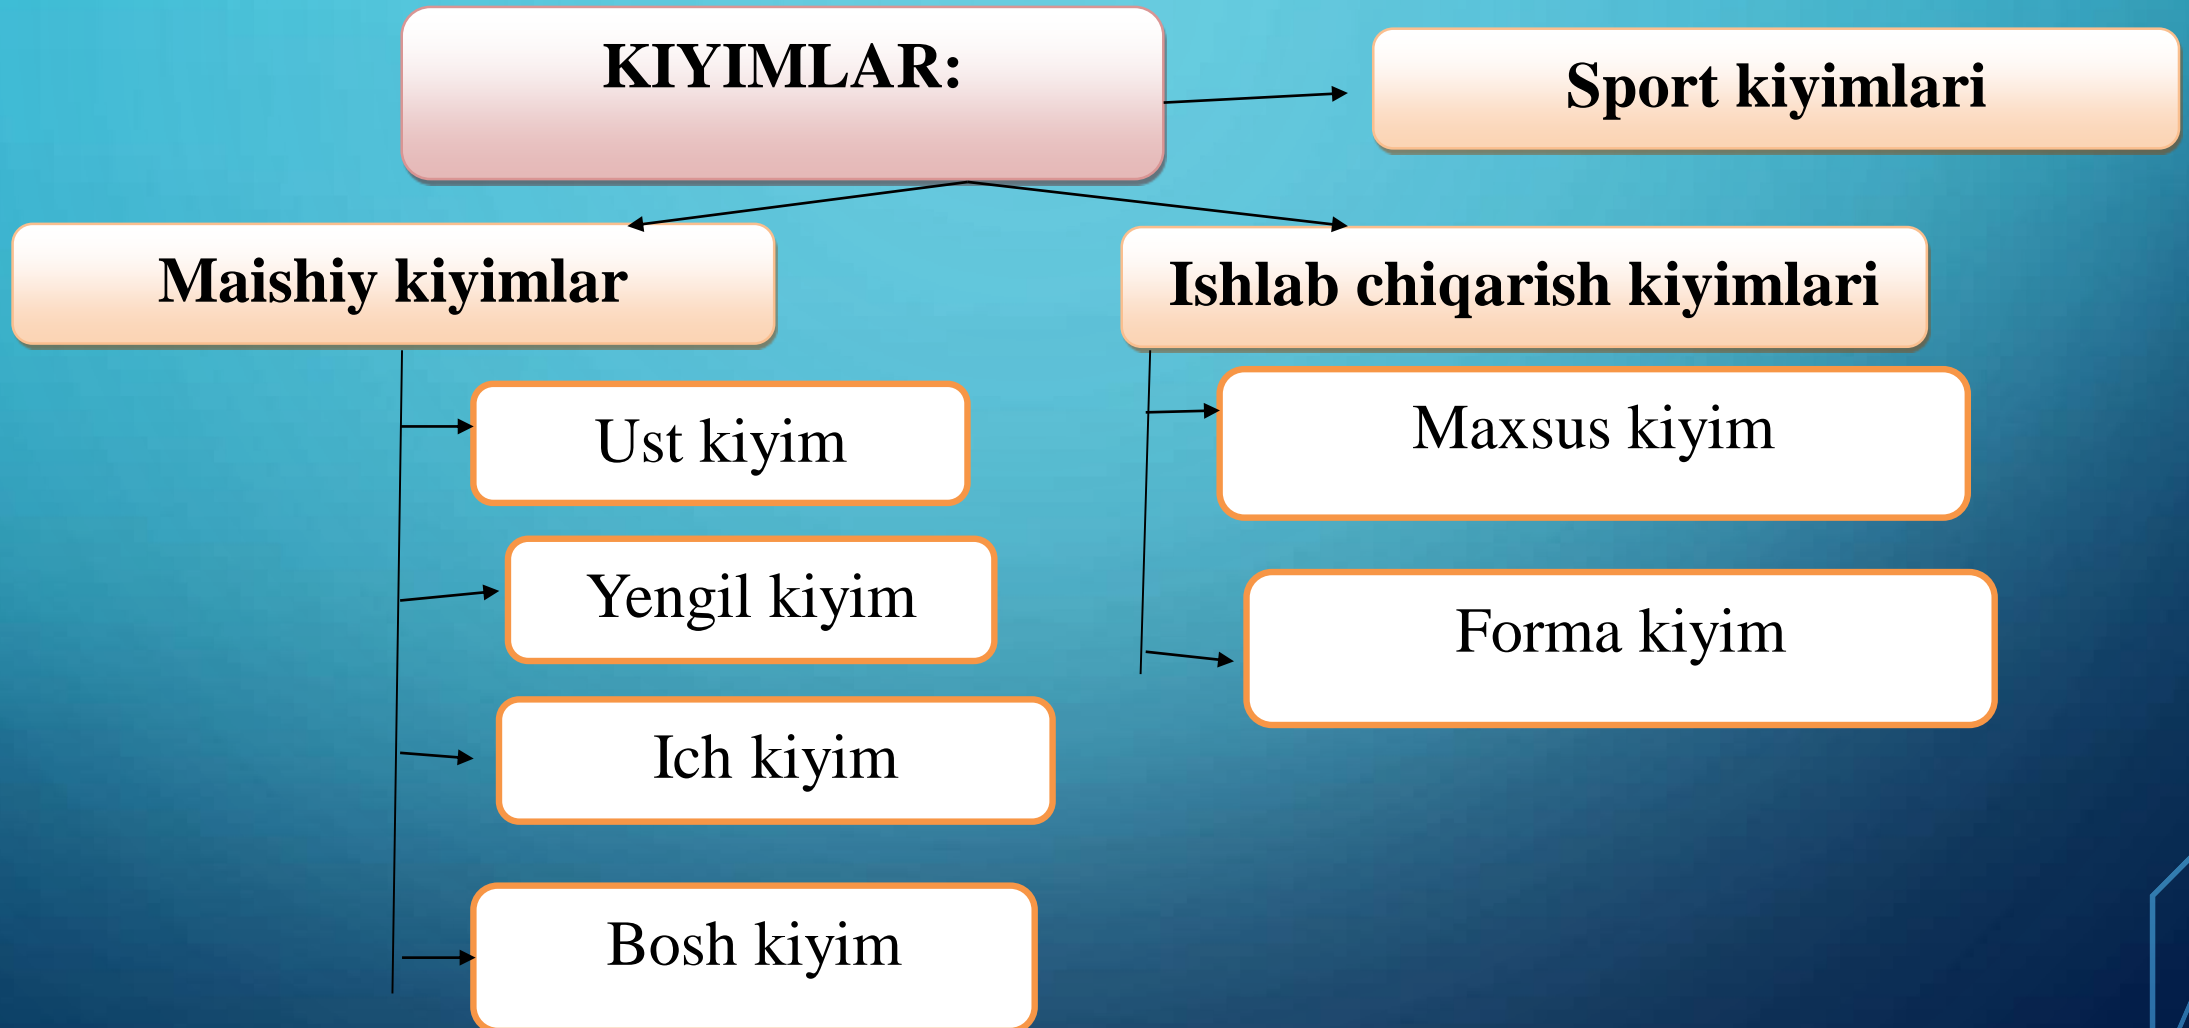 KIYIMLAR:
Sport kiyimlari
Maishiy kiyimlar
Ishlab chiqarish kiyimlari
Ust kiyim
Yengil kiyim
Ich kiyim
Bosh kiyim
Maxsus kiyim
Forma kiyim